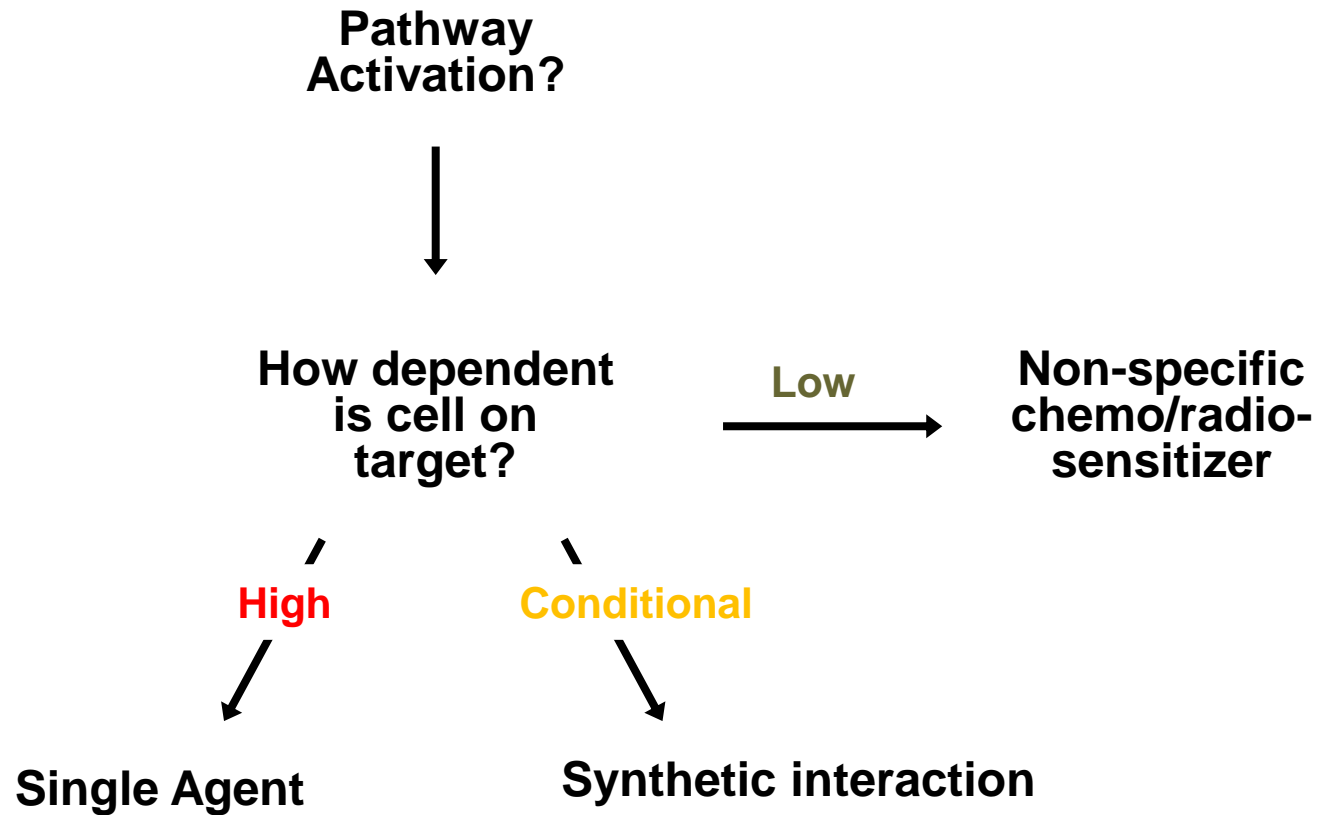 Pathway
Activation?
How dependent
is cell on
target?
Low
Non-specific
chemo/radio-
sensitizer
High
Conditional
Single Agent
Synthetic interaction